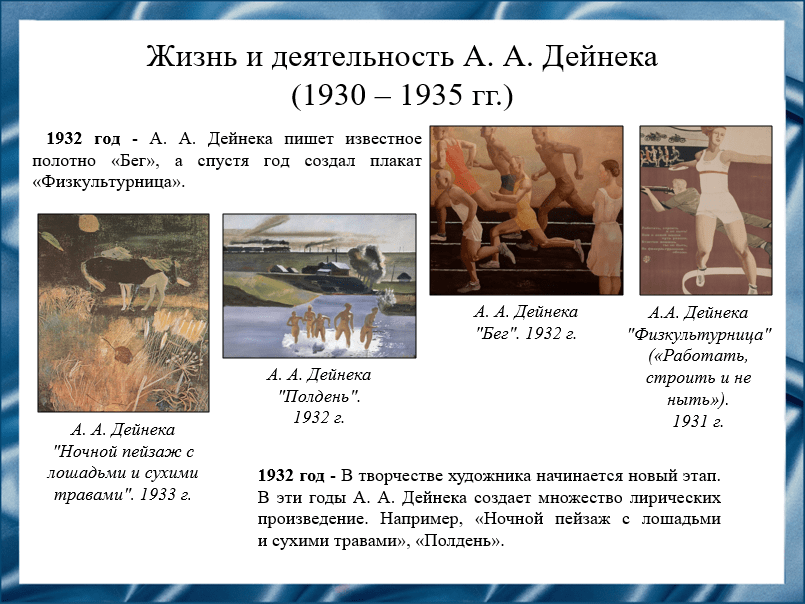 Жизнь и деятельность А. А. Дейнека
(1930 – 1935 гг.)
1932 год - А. А. Дейнека пишет известное
полотно «Бег», а спустя год создал плакат
«Физкультурница».
А. А. Дейнека
"Бег". 1932 г.
А.А. Дейнека
"Физкультурница"
(«Работать,
строить и не
ныть»).
1931 г.
А. А. Дейнека
"Полдень".
1932 г.
А. А. Дейнека
"Ночной пейзаж с
лошадьми и сухими
травами". 1933 г.
1932 год - В творчестве художника начинается новый этап.
В эти годы А. А. Дейнека создает множество лирических
произведение. Например, «Ночной пейзаж с лошадьми
и сухими травами», «Полдень».